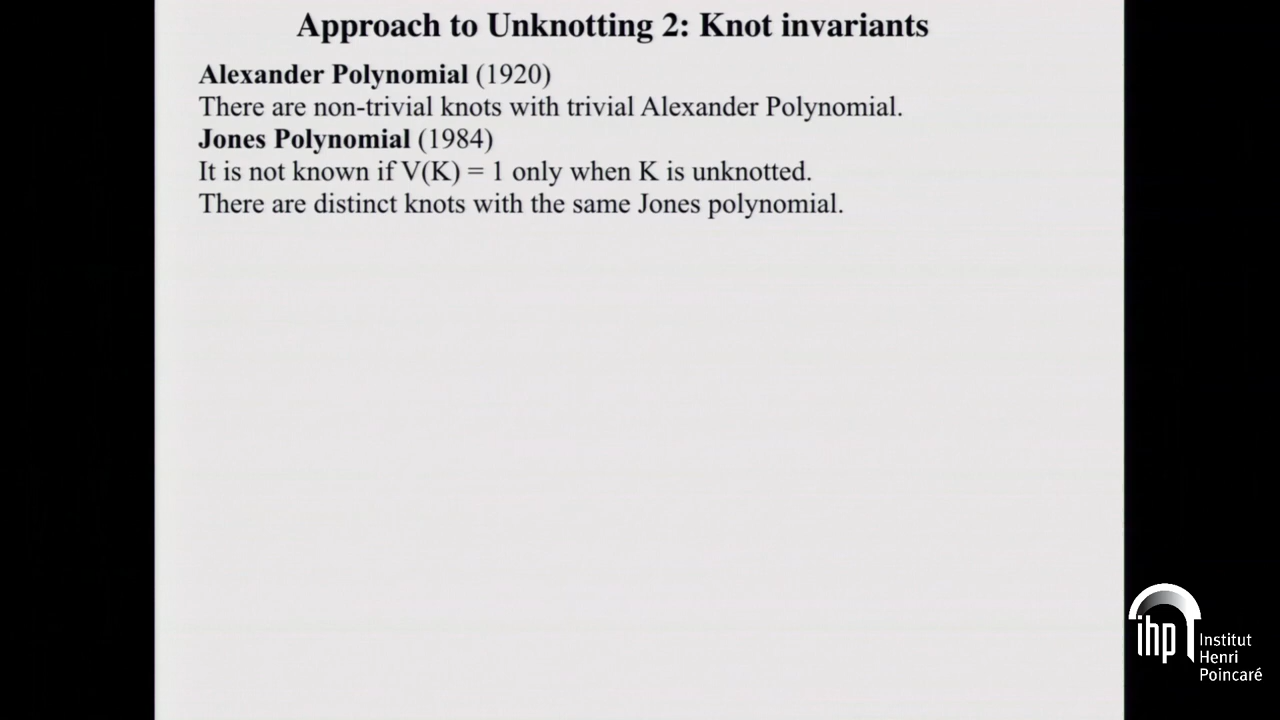 Approach to Unknotting 2: Knot invariants
Alexander Polynomial (1920)
There are non-trivial knots with trivial Alexander Polynomial.
Jones Polynomial (1984)
It is not known if V(K) = 1 only when K is unknotted.
There are distinct knots with the same Jones polynomial.
ihp
Institut
Henri
Poincaré